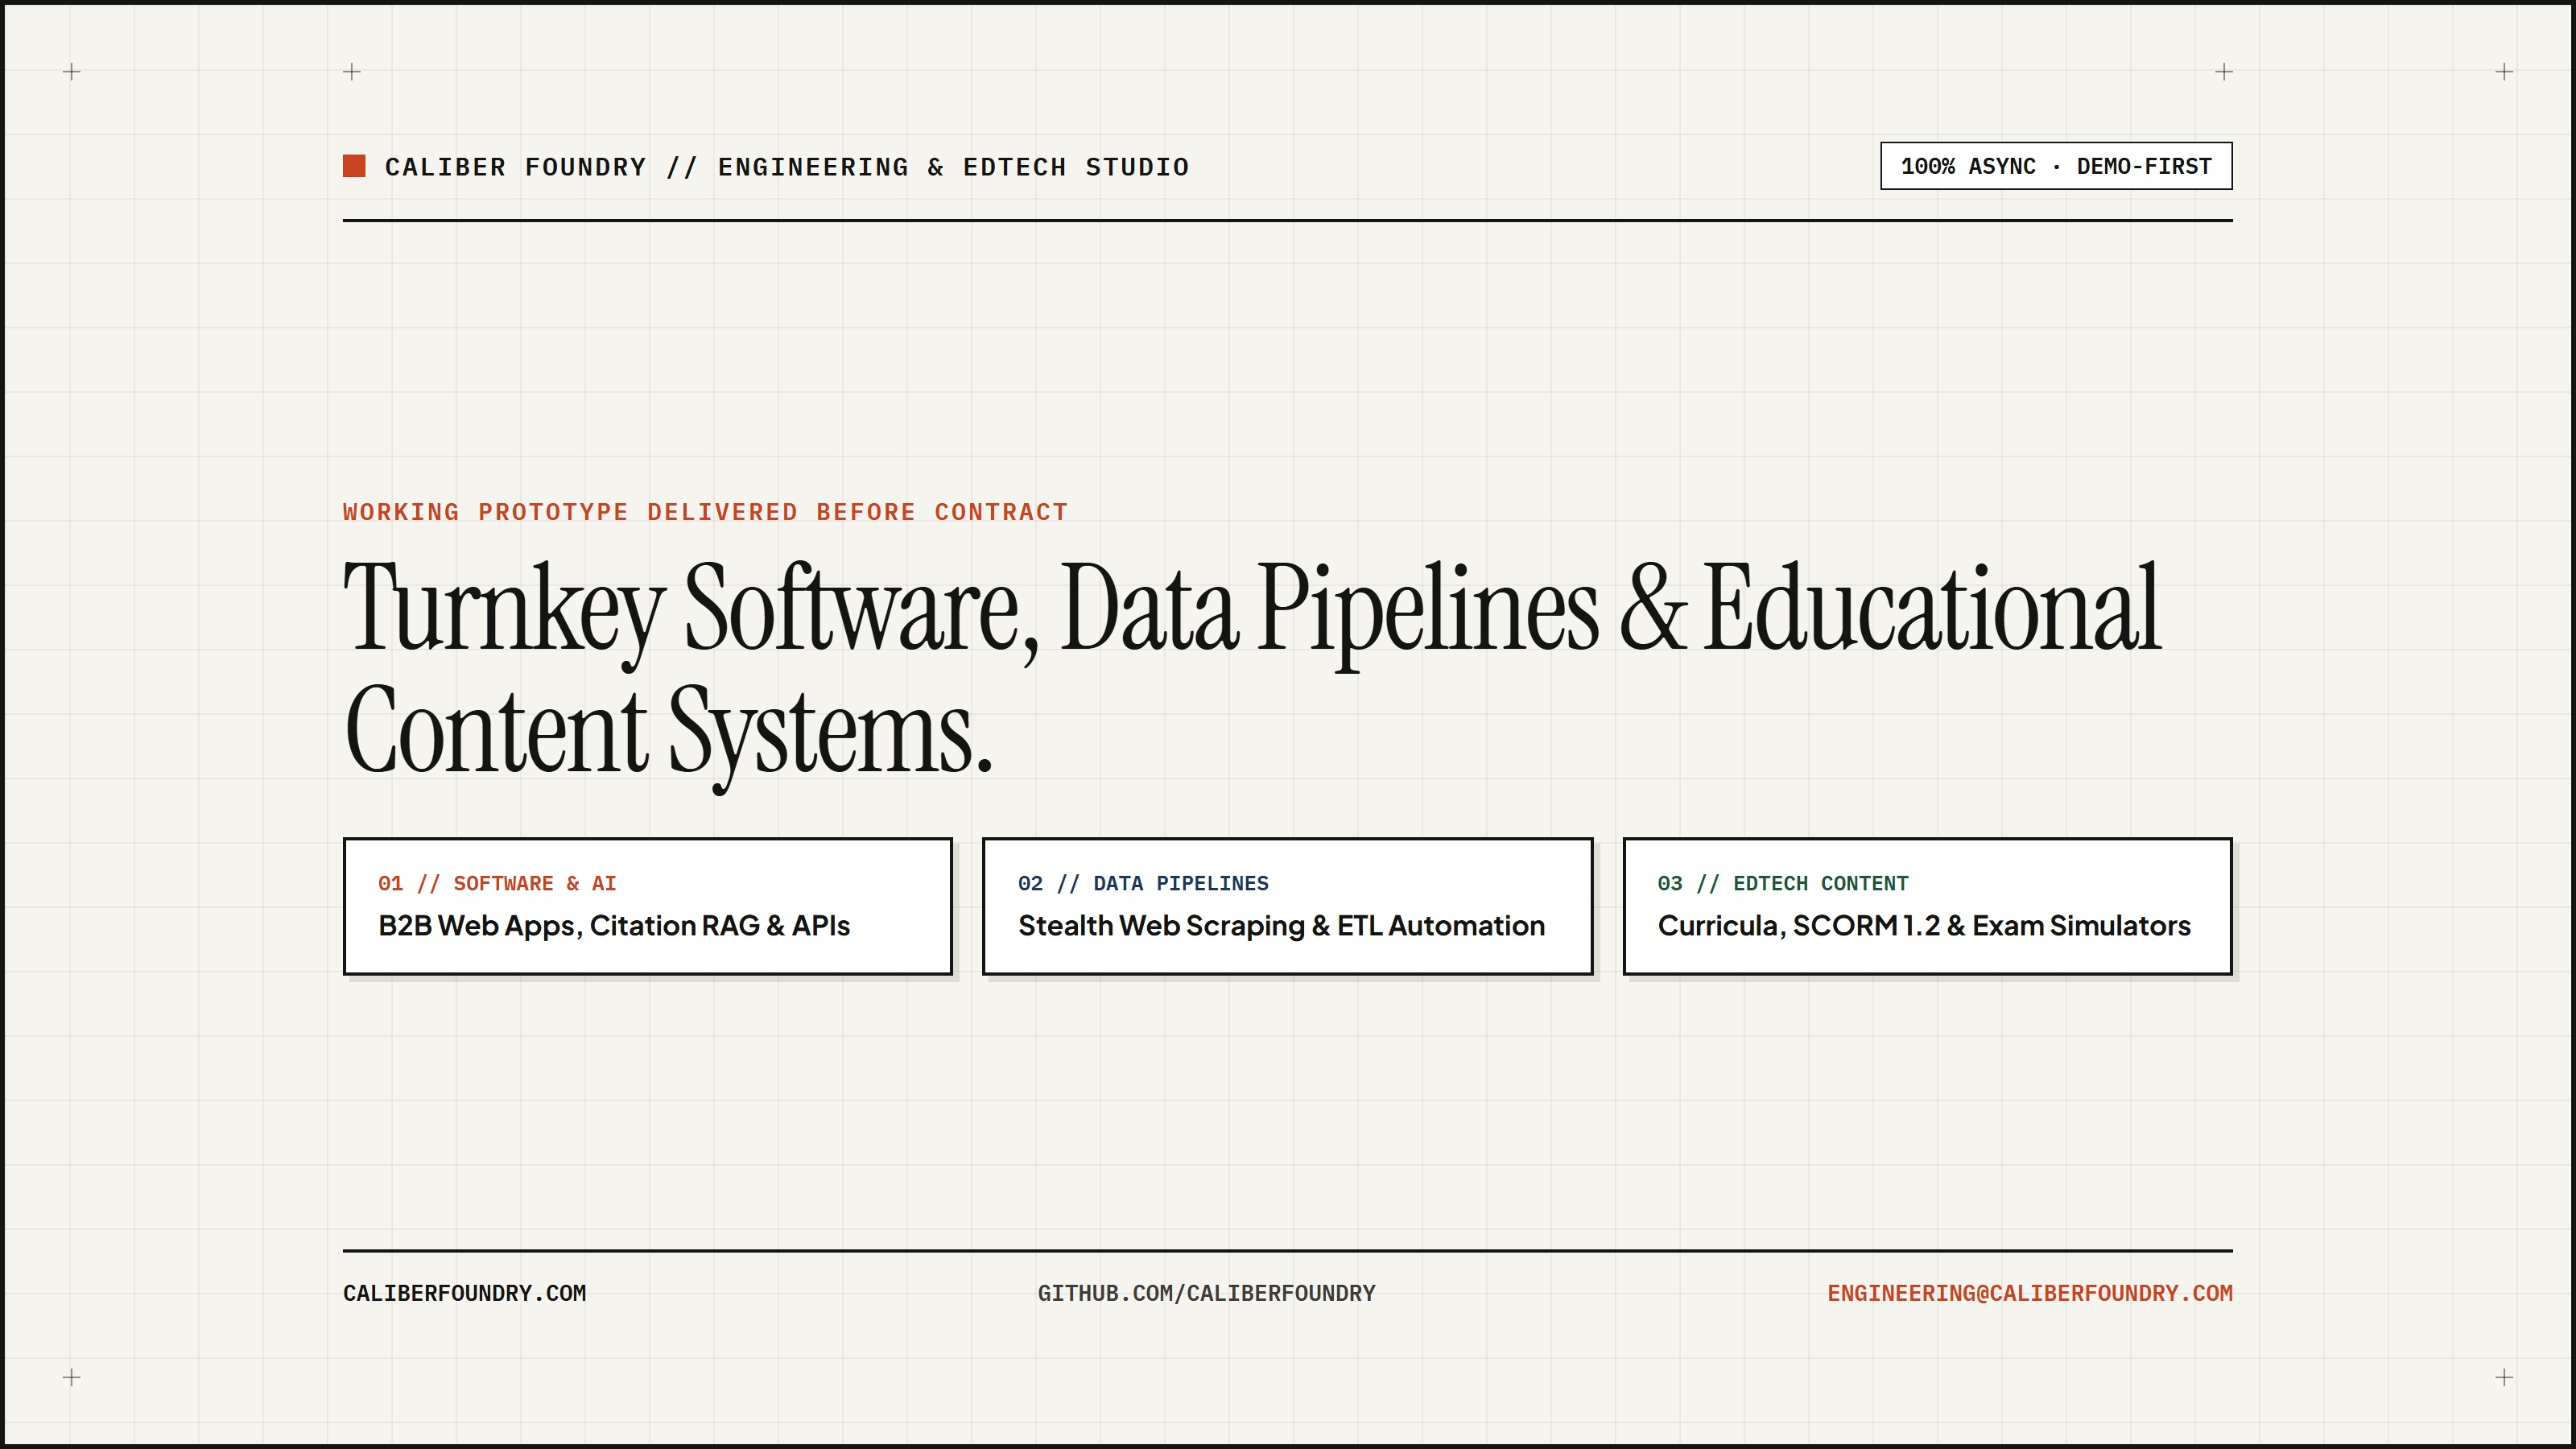 CALIBER FOUNDRY // ENGINEERING & EDTECH STUDIO
100% ASYNC · DEMO-FIRST
WORKING PROTOTYPE DELIVERED BEFORE CONTRACT
Turnkey Software, Data Pipelines & Educational
Content Systems.
01 // SOFTWARE & AI
B2B Web Apps, Citation RAG & APIs
02 // DATA PIPELINES
Stealth Web Scraping & ETL Automation
03 // EDTECH CONTENT
Curricula, SCORM 1.2 & Exam Simulators
CALIBERFOUNDRY.COM
GITHUB.COM/CALIBERFOUNDRY
ENGINEERING@CALIBERFOUNDRY.COM